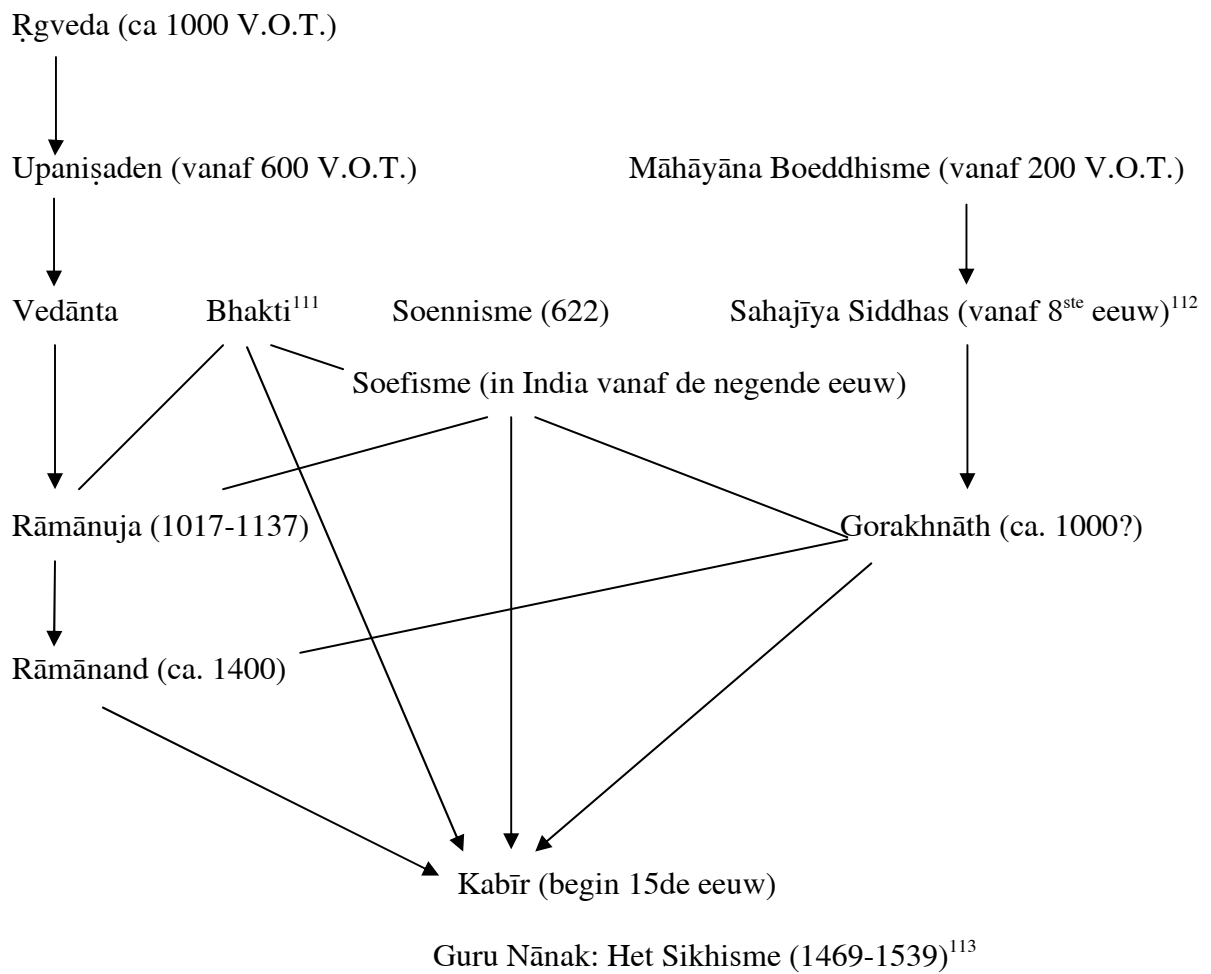 Ṛgveda (ca 1000 V.O.T.)
Upaniṣaden (vanaf 600 V.O.T.) Māhāyāna Boeddhisme (vanaf 200 V.O.T.)
Vedānta Bhakti¹¹¹ Soennisme (622) Sahajīya Siddhas (vanaf 8ste eeuw)¹¹²
Soefisme (in India vanaf de negende eeuw)
Rāmānuja (1017-1137) Gorakhnāth (ca. 1000?)
Rāmānand (ca. 1400)
Kabīr (begin 15de eeuw)
Guru Nānak: Het Sikhisme (1469-1539)¹¹³